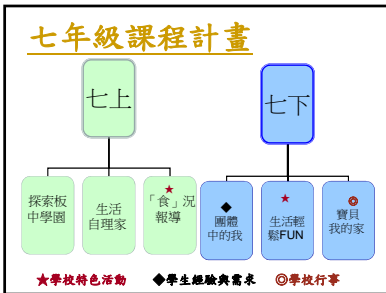 七年級課程計畫
七上
七下
探索板
中學園
生活
自理家
★
「食」況
報導
◆
團體
中的我
★
生活輕
鬆FUN
◎
寶貝
我的家
★學校特色活動 ◆學生經驗與需求 ◎學校行事